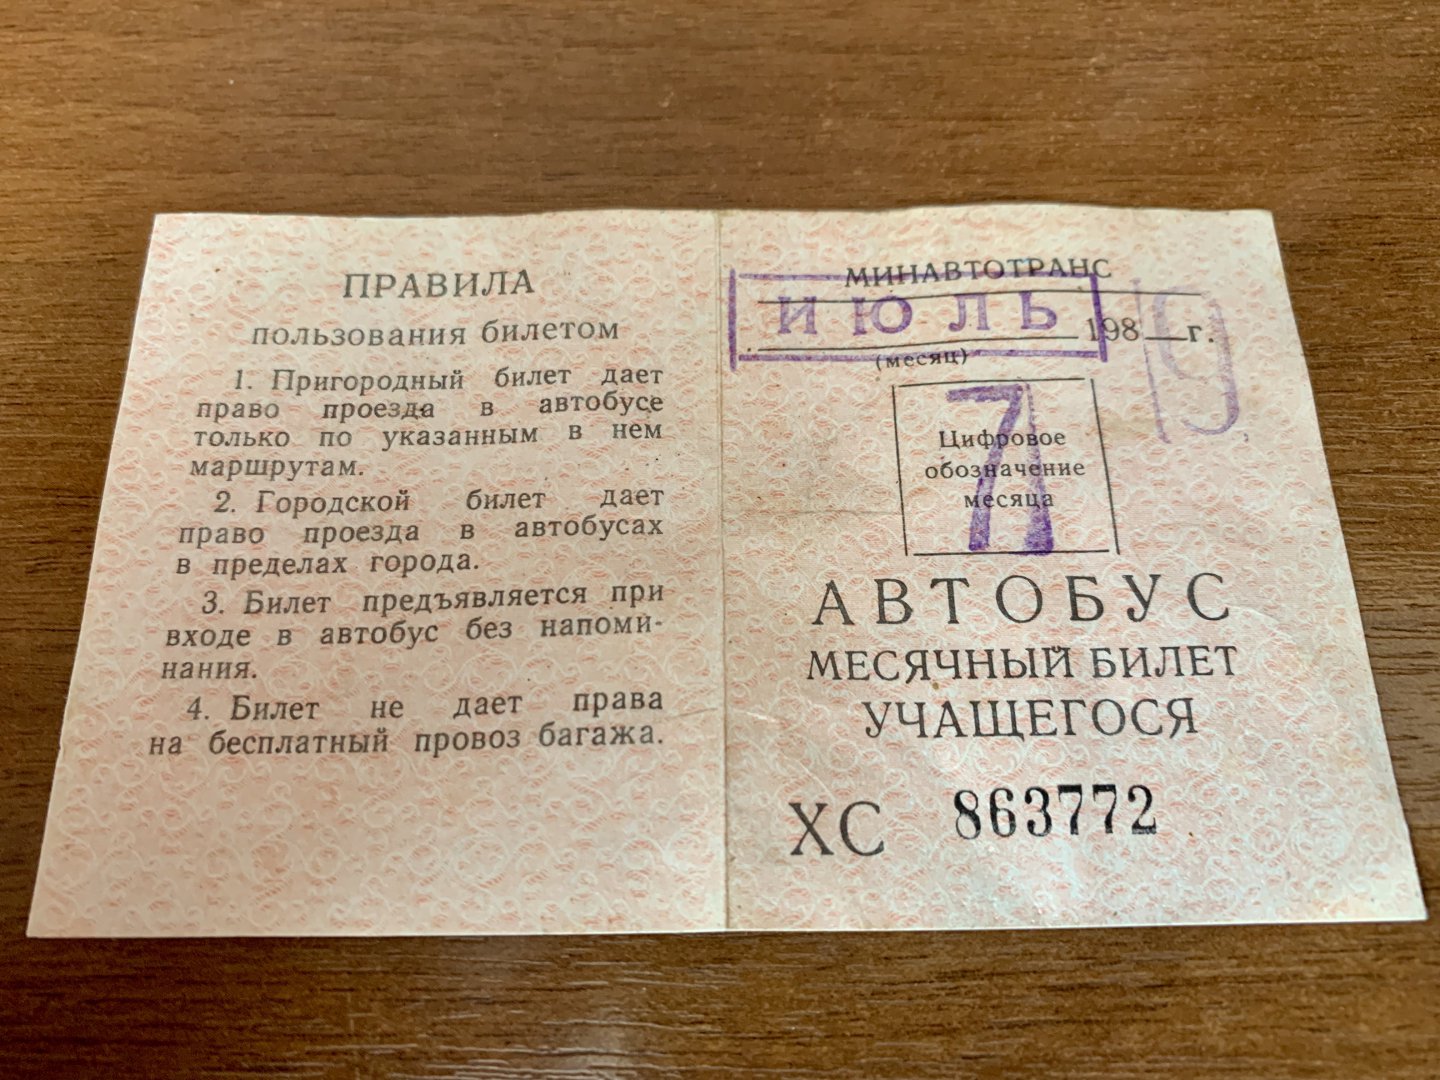 ПРАВИЛА
пользования билетом
1. Пригородный билет дает
право проезда в автобусе
только по указанным в нем
маршрутам.
2. Городской билет дает
право проезда в автобусах
в пределах города.
3. Билет предъявляется при
входе в автобус без напоми-
нания.
4. Билет не дает права
на бесплатный провоз багажа.
МИНАВТОТРАНС
ИЮЛЬ 198 г. 19
(месяц)
7
Цифровое
обозначение
месяца
АВТОБУС
МЕСЯЧНЫЙ БИЛЕТ
УЧАЩЕГОСЯ
ХС 863772